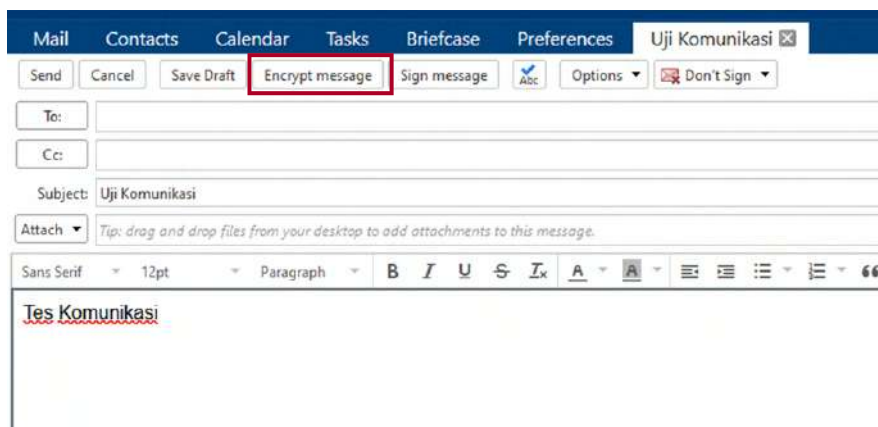 Mail Contacts Calendar Tasks Briefcase Preferences Uji Komunikasi
Send Cancel Save Draft Encrypt message Sign message Abc Options Don't Sign
To:
Cc:
Subject: Uji Komunikasi
Attach Tip: drag and drop files from your desktop to add attachments to this message.
Sans Serif 12pt Paragraph B I U S Tx A A
Tes Komunikasi